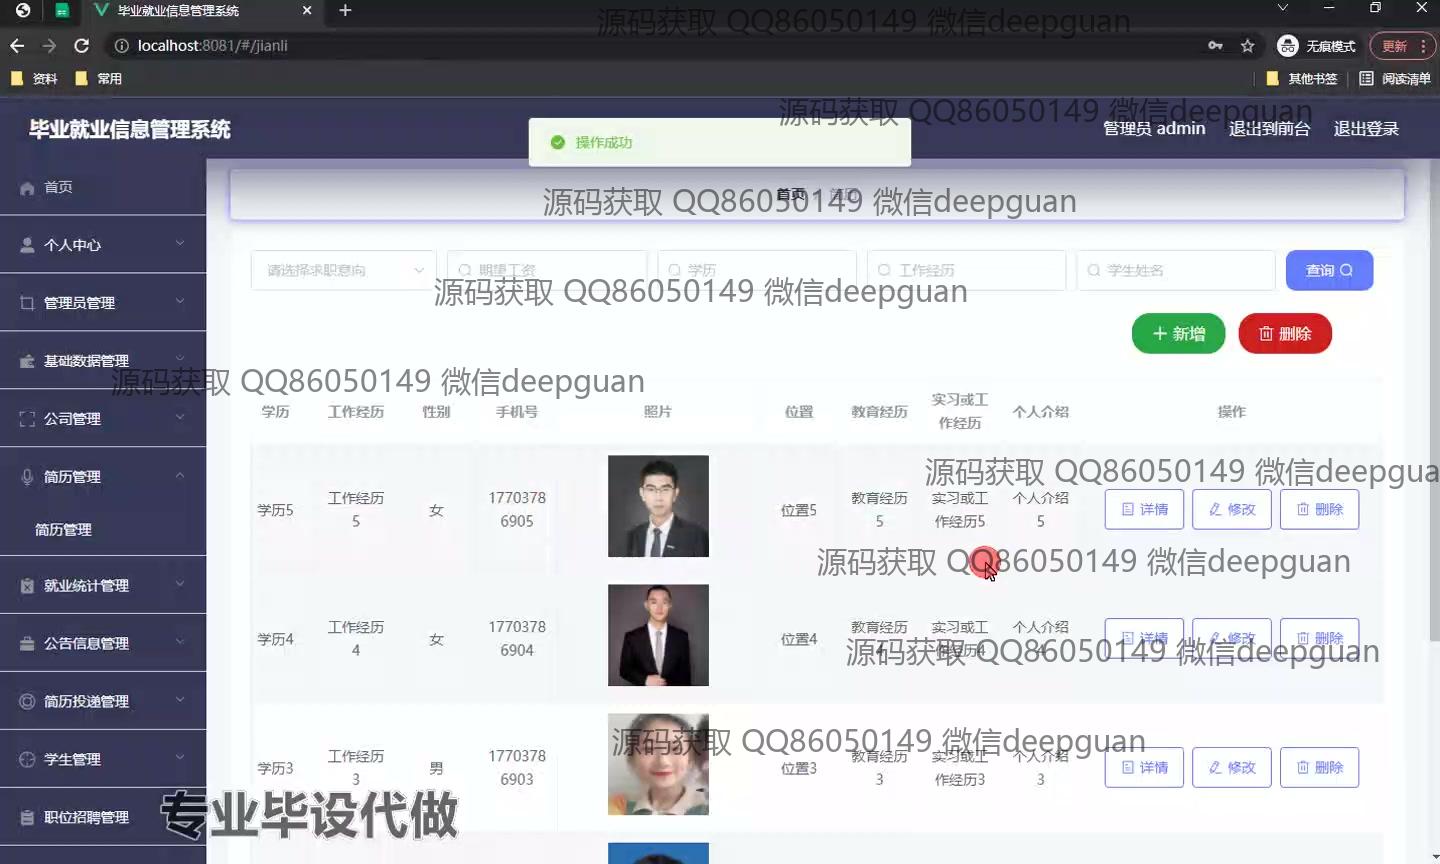 毕业就业信息管理系统
源码获取 QQ86050149 微信deepguan
localhost:8081/#/jianli
无痕模式
更新
资料
常用
其他书签
阅读清单
源码获取 QQ86050149 微信deepguan
毕业就业信息管理系统
操作成功
管理员 admin
退出到前台
退出登录
首页
首页
源码获取 QQ86050149 微信deepguan
个人中心
请选择求职意向
期望工资
学历
工作经历
学生姓名
查询
源码获取 QQ86050149 微信deepguan
管理员管理
新增
删除
基础数据管理
源码获取 QQ86050149 微信deepguan
公司管理
简历管理
简历管理
就业统计管理
公告信息管理
简历投递管理
学生管理
职位招聘管理
学历
工作经历
性别
手机号
照片
位置
教育经历
实习或工
作经历
个人介绍
操作
源码获取 QQ86050149 微信deepgua
学历5
工作经历
5
女
1770378
6905
位置5
教育经历
5
实习或工
作经历5
个人介绍
5
详情
修改
删除
源码获取 QQ86050149 微信deepguan
学历4
工作经历
4
女
1770378
6904
位置4
教育经历
4
实习或工
作经历4
个人介绍
4
详情
修改
删除
源码获取 QQ86050149 微信deepguan
源码获取 QQ86050149 微信deepguan
学历3
工作经历
3
男
1770378
6903
位置3
教育经历
3
实习或工
作经历3
个人介绍
3
详情
修改
删除
专业毕设代做